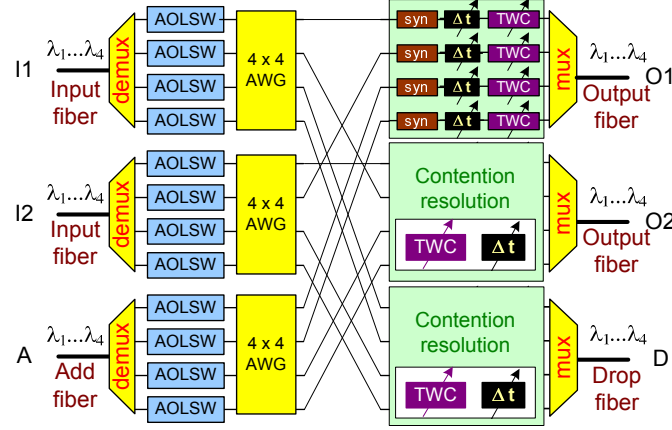 I1
λ1...λ4
Input
fiber
demux
AOLSW
AOLSW
AOLSW
AOLSW
4 x 4
AWG
syn Δt TWC
syn Δt TWC
syn Δt TWC
syn Δt TWC
mux
λ1...λ4
O1
Output
fiber
I2
λ1...λ4
Input
fiber
demux
AOLSW
AOLSW
AOLSW
AOLSW
4 x 4
AWG
Contention
resolution
TWC Δt
mux
λ1...λ4
O2
Output
fiber
A
λ1...λ4
Add
fiber
demux
AOLSW
AOLSW
AOLSW
AOLSW
4 x 4
AWG
Contention
resolution
TWC Δt
mux
λ1...λ4
D
Drop
fiber